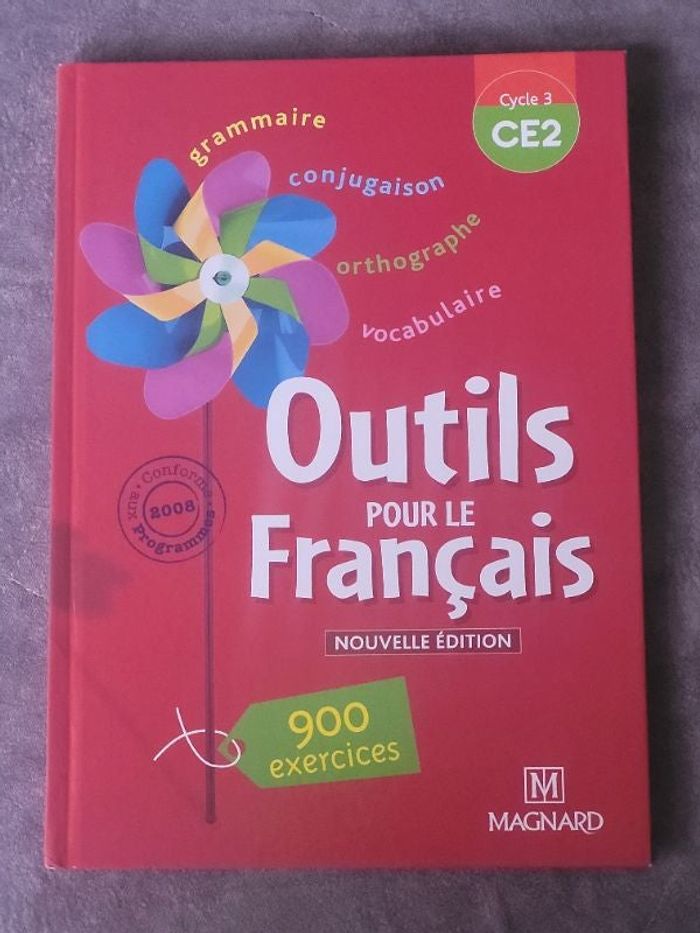 Cycle 3
CE2
grammaire
conjugaison
orthographe
vocabulaire
Outils
POUR LE
Français
NOUVELLE ÉDITION
• Conforme •
aux
Programmes
2008
900
exercices
M
MAGNARD